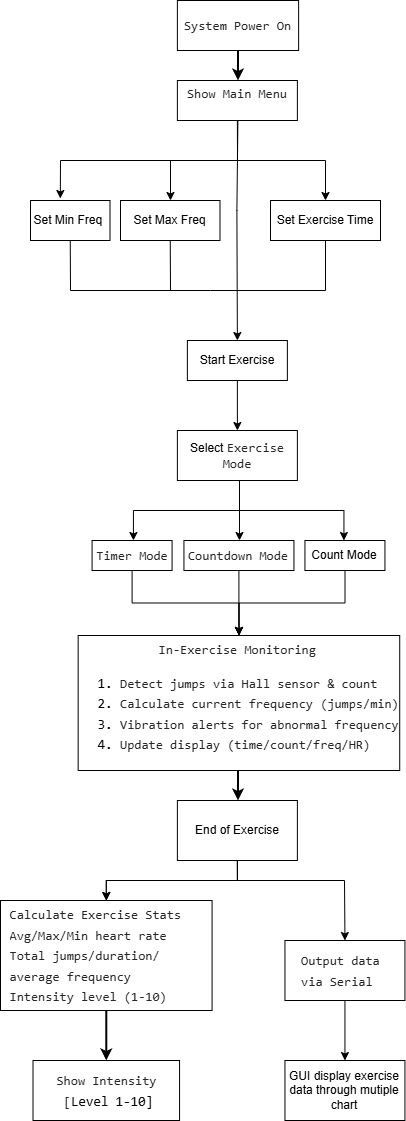 System Power On
Show Main Menu
Set Min Freq
Set Max Freq
Set Exercise Time
Start Exercise
Select Exercise
Mode
Timer Mode
Countdown Mode
Count Mode
In-Exercise Monitoring
1. Detect jumps via Hall sensor & count
2. Calculate current frequency (jumps/min)
3. Vibration alerts for abnormal frequency
4. Update display (time/count/freq/HR)
End of Exercise
Calculate Exercise Stats
Avg/Max/Min heart rate
Total jumps/duration/
average frequency
Intensity level (1-10)
Output data
via Serial
Show Intensity
[Level 1-10]
GUI display exercise
data through mutiple
chart